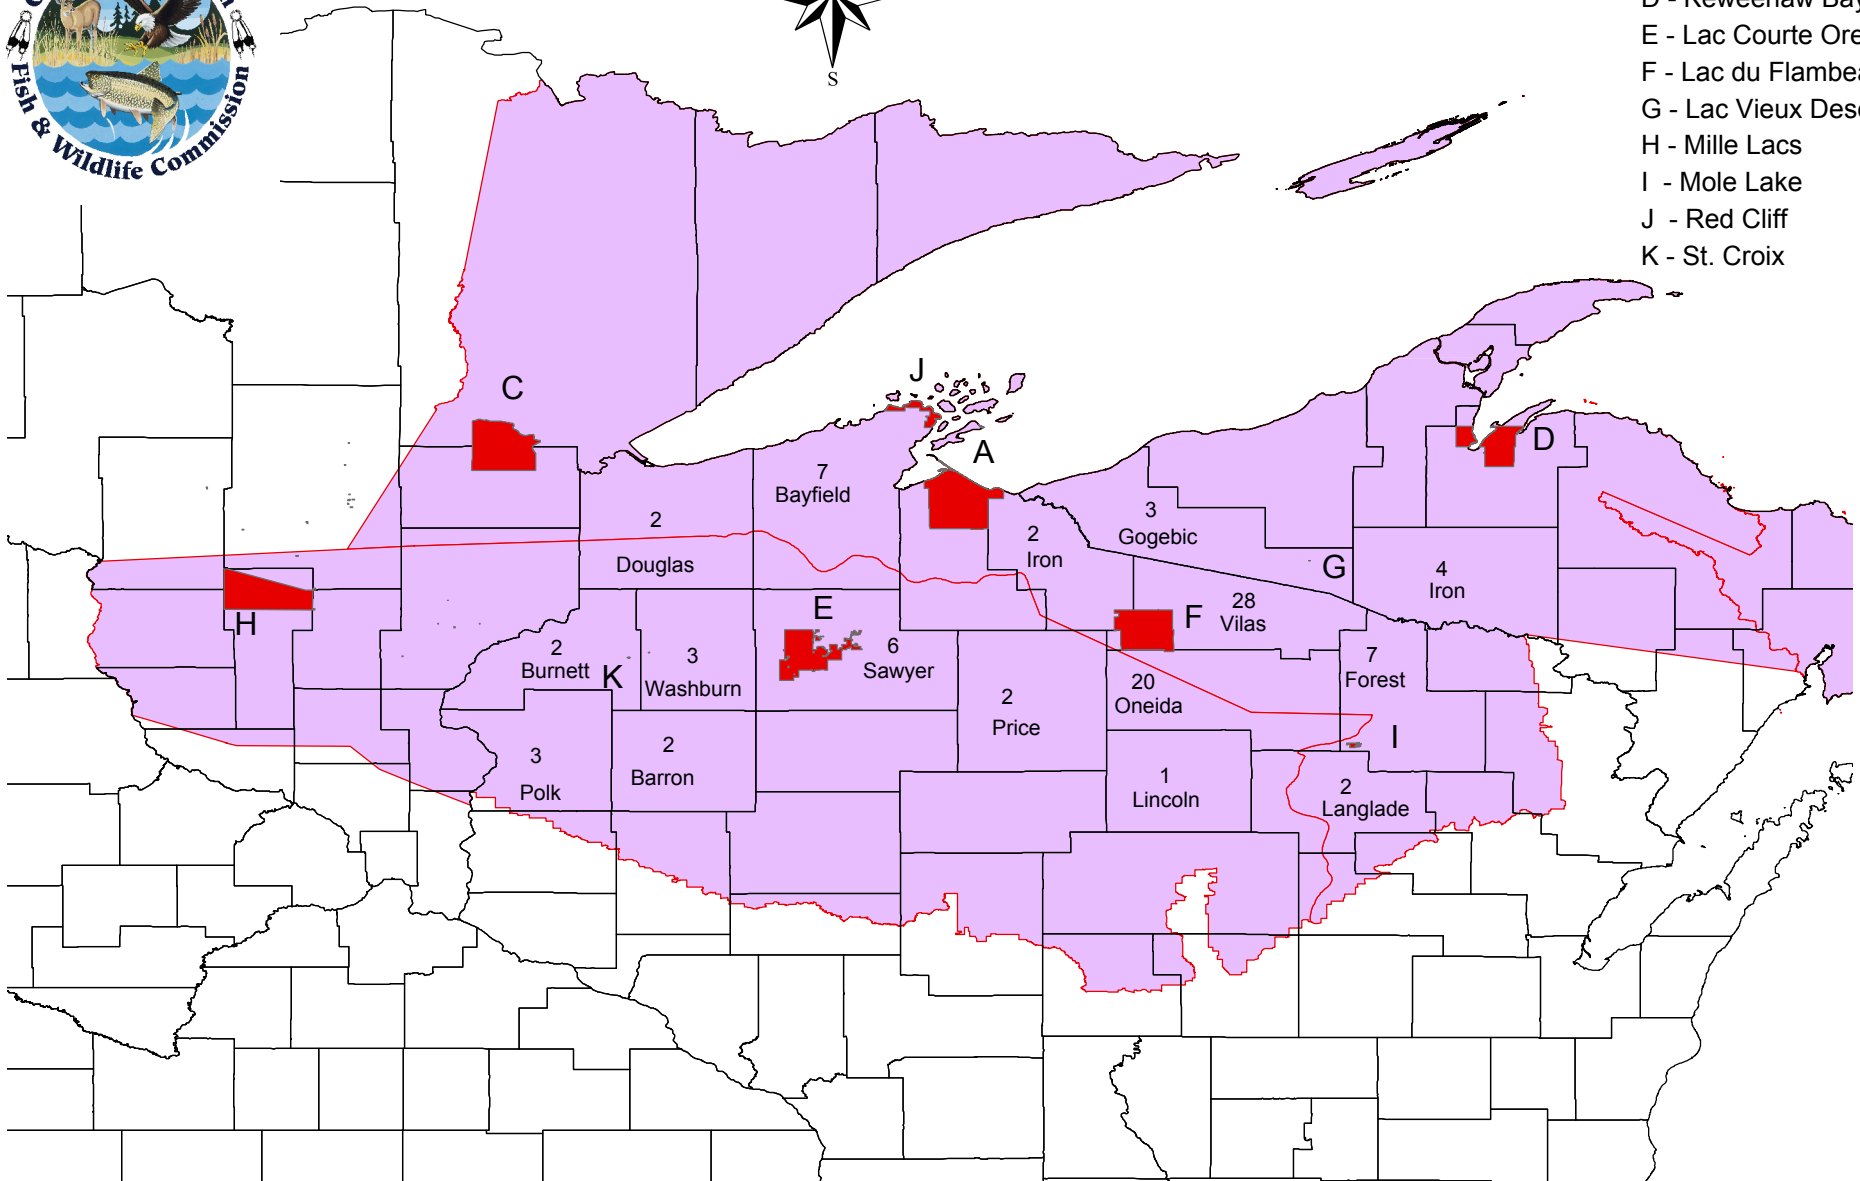 Fish & Wildlife Commission
S
E - Lac Courte Ore
F - Lac du Flambea
G - Lac Vieux Dese
H - Mille Lacs
I - Mole Lake
J - Red Cliff
K - St. Croix
C
J
A
D
7
Bayfield
2
Douglas
2
Iron
3
Gogebic
G
4
Iron
H
E
F
28
Vilas
2
Burnett
K
3
Washburn
6
Sawyer
7
Forest
20
Oneida
2
Price
I
3
Polk
2
Barron
1
Lincoln
2
Langlade